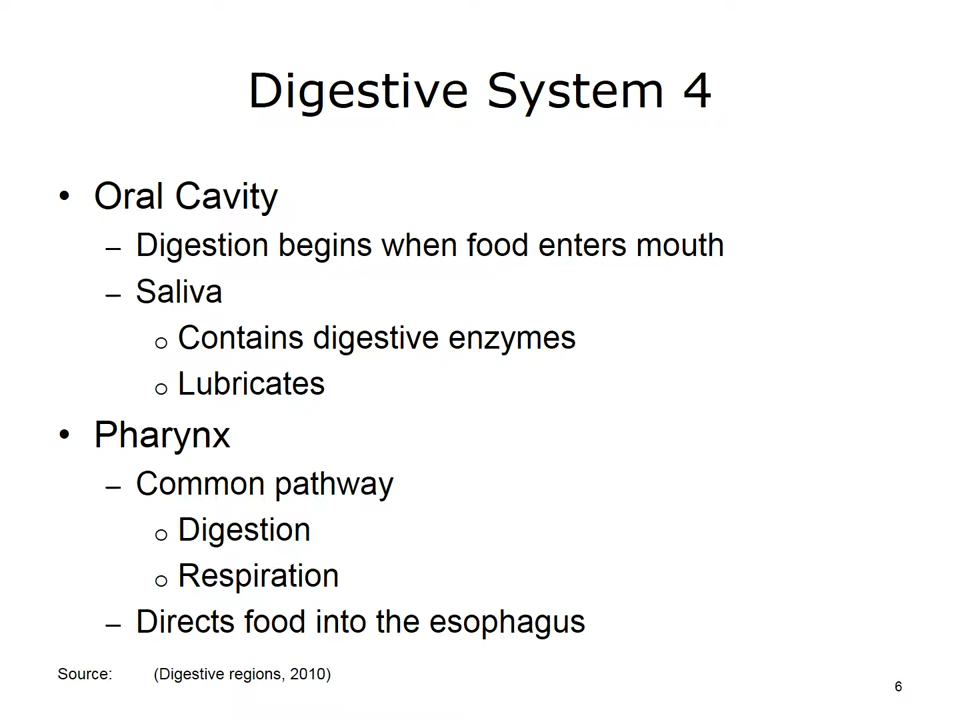 Digestive System 4
• Oral Cavity
– Digestion begins when food enters mouth
– Saliva
o Contains digestive enzymes
o Lubricates
• Pharynx
– Common pathway
o Digestion
o Respiration
– Directs food into the esophagus
Source: (Digestive regions, 2010)
6